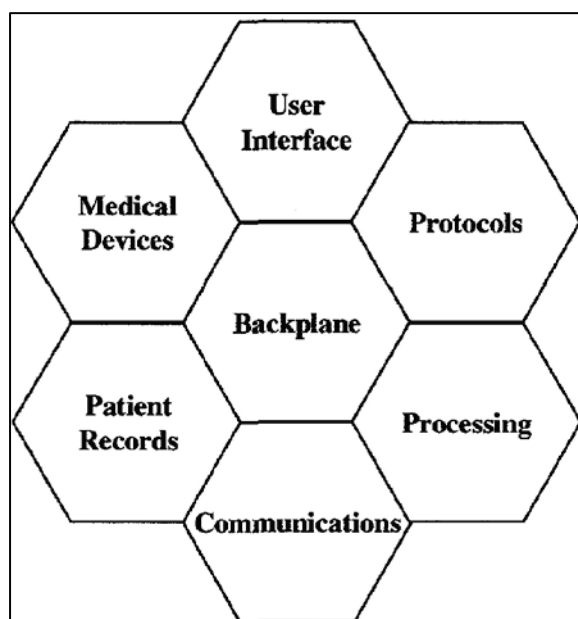 User
Interface
Medical
Devices
Protocols
Backplane
Patient
Records
Processing
Communications